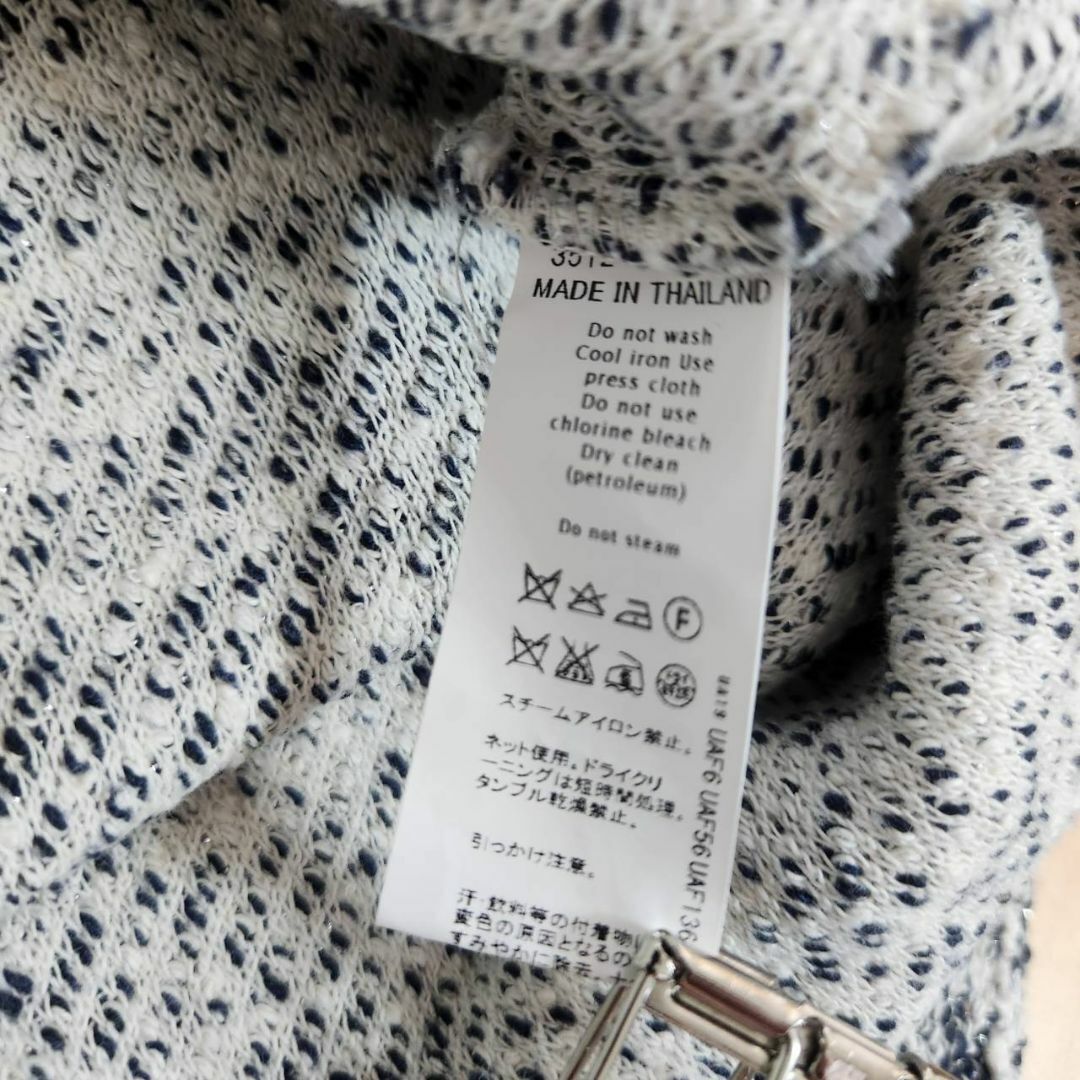 3512
MADE IN THAILAND
Do not wash
Cool iron Use
press cloth
Do not use
chlorine bleach
Dry clean
(petroleum)
Do not steam
F
スチームアイロン禁止。
ネット使用。ドライクリ
ーニングは短時間処理。
タンブル乾燥禁止。
引っかけ注意。
汗・飲料等の付着物
変色の原因となるの
すみやかに除去
UAF6 UAF56 UAF136